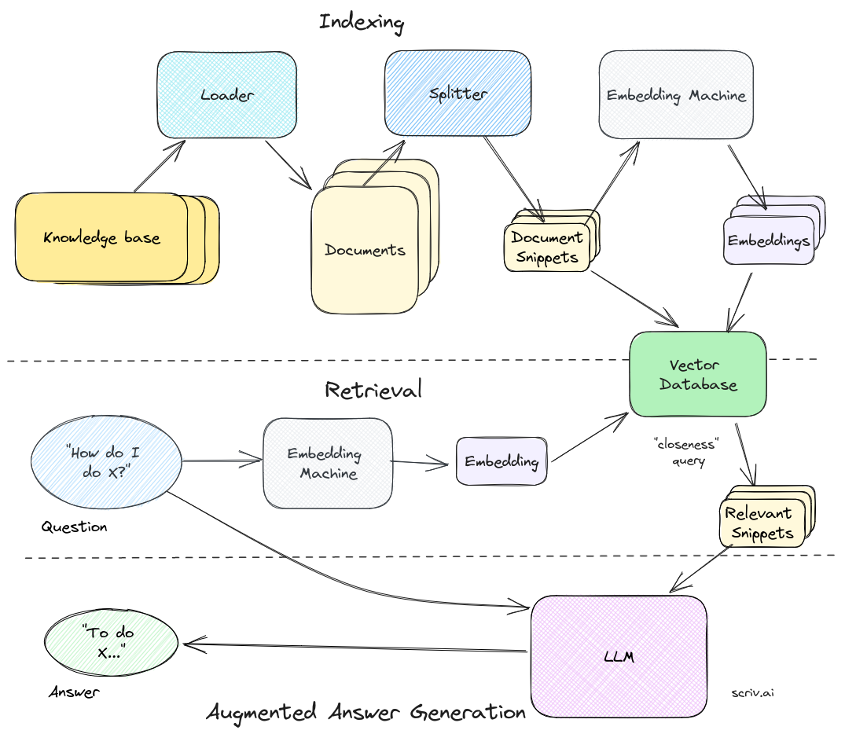 Indexing
Loader
Splitter
Embedding Machine
Knowledge base
Documents
Document
Snippets
Embeddings
Vector
Database
Retrieval
"How do I
do X?"
Question
Embedding
Machine
Embedding
"closeness"
query
Relevant
Snippets
"To do
X..."
Answer
LLM
scriv.ai
Augmented Answer Generation